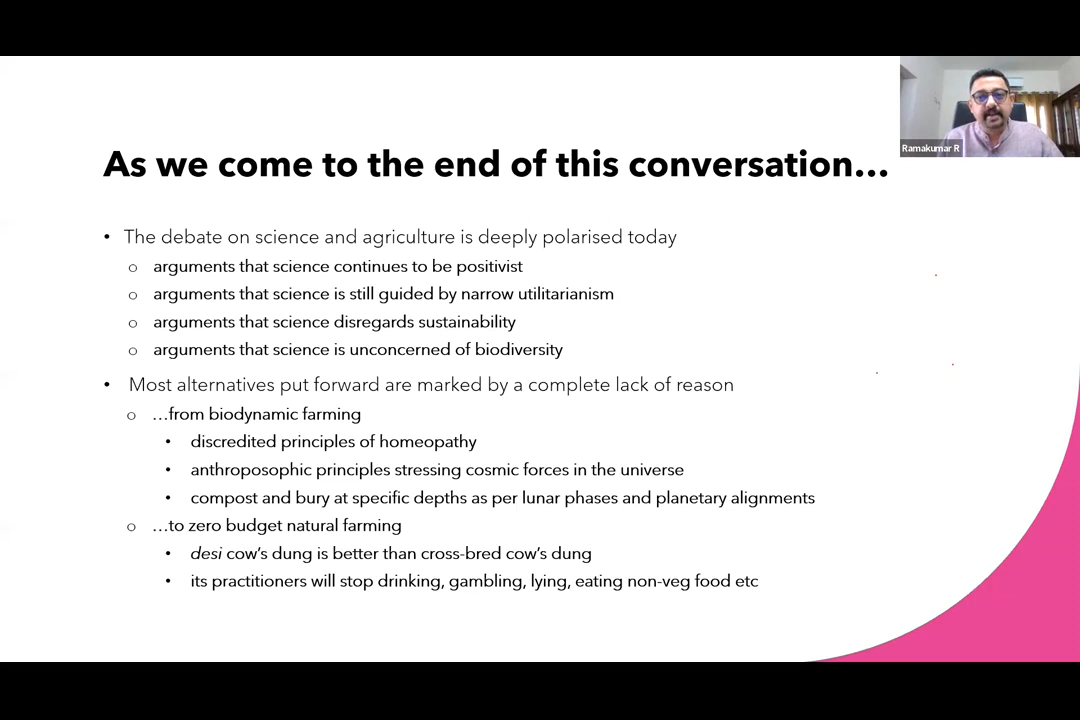 Ramakumar R
As we come to the end of this conversation...
• The debate on science and agriculture is deeply polarised today
o arguments that science continues to be positivist
o arguments that science is still guided by narrow utilitarianism
o arguments that science disregards sustainability
o arguments that science is unconcerned of biodiversity
• Most alternatives put forward are marked by a complete lack of reason
o ...from biodynamic farming
• discredited principles of homeopathy
• anthroposophic principles stressing cosmic forces in the universe
• compost and bury at specific depths as per lunar phases and planetary alignments
o ...to zero budget natural farming
• desi cow's dung is better than cross-bred cow's dung
• its practitioners will stop drinking, gambling, lying, eating non-veg food etc